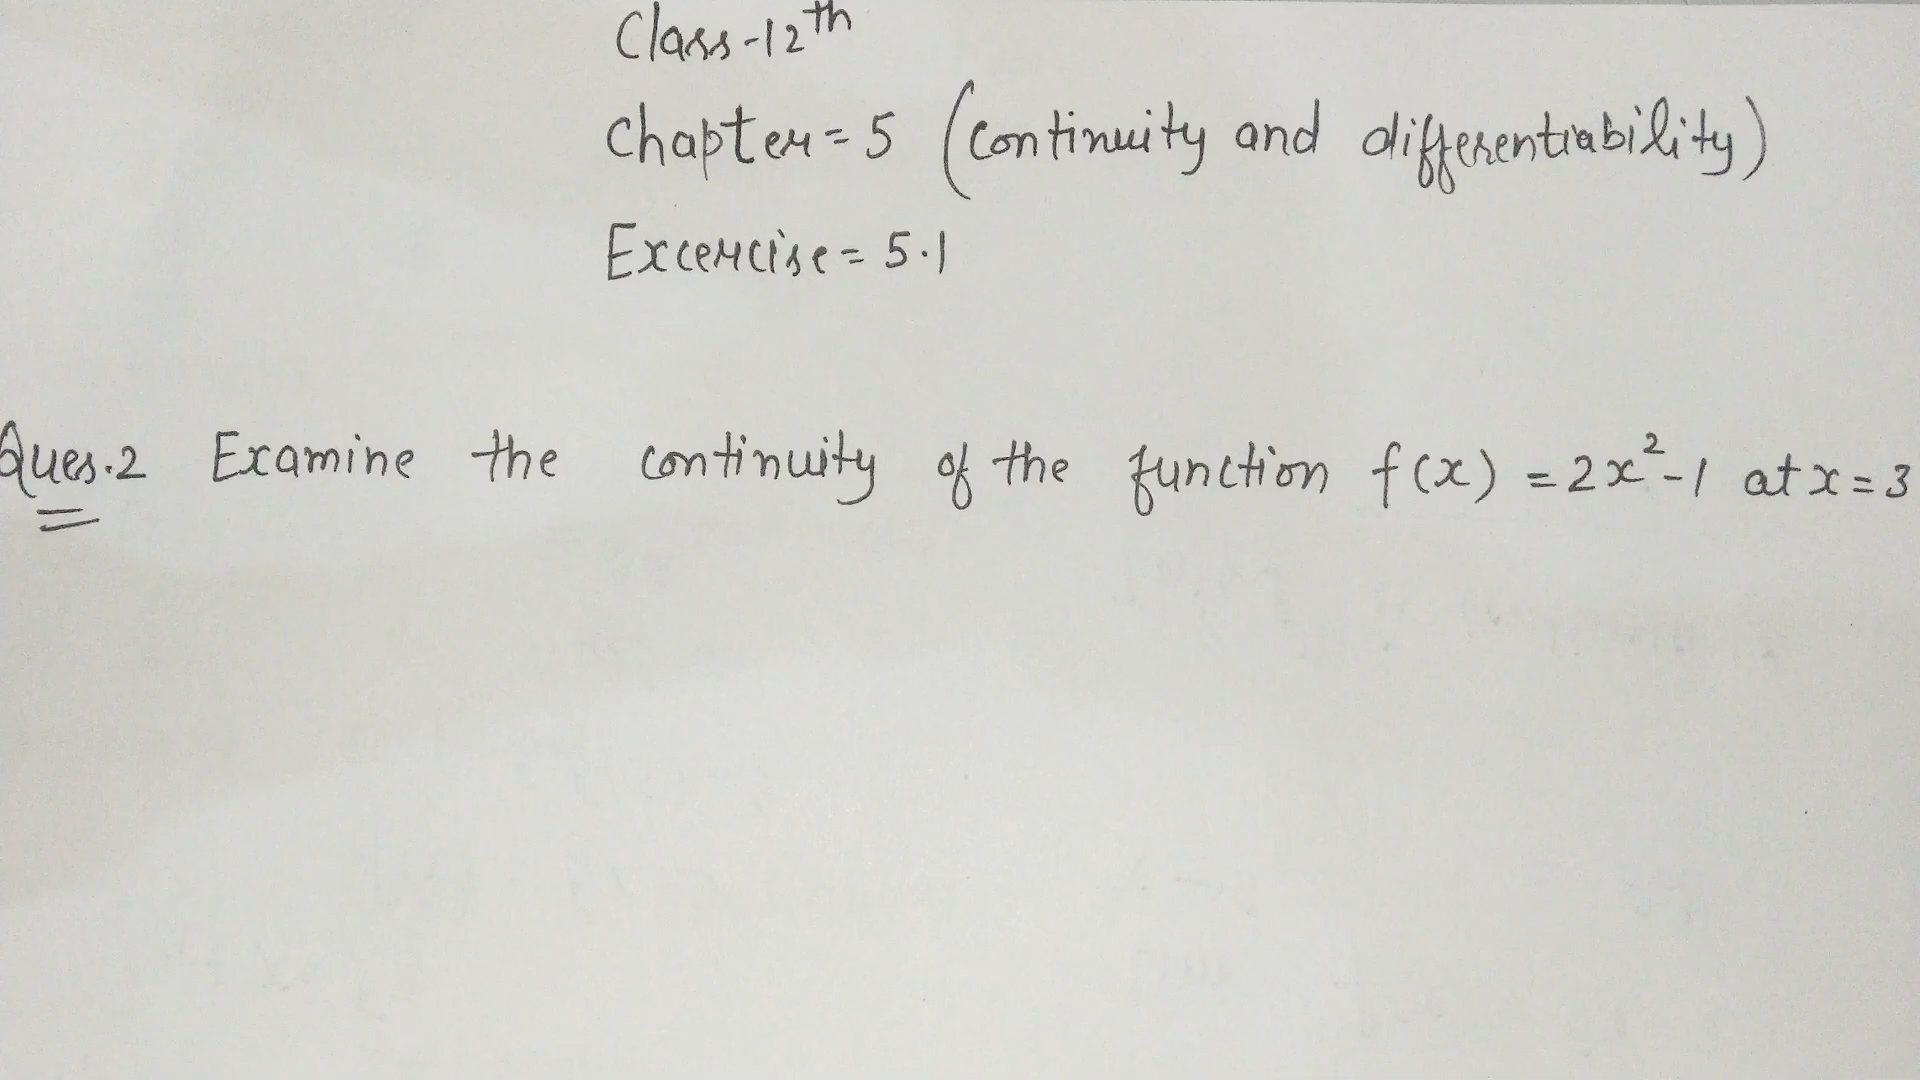 Class-12th
Chapter = 5 (Continuity and differentiability)
Excercise = 5.1
Ques.2 Examine the continuity of the function f(x) = 2x²-1 at x = 3